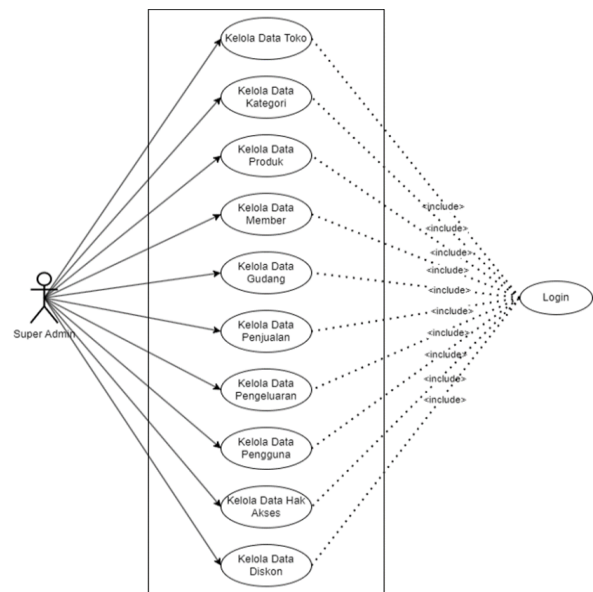 Kelola Data Toko
Kelola Data
Kategori
Kelola Data
Produk
Kelola Data
Member
Kelola Data
Gudang
Kelola Data
Penjualan
Kelola Data
Pengeluaran
Kelola Data
Pengguna
Kelola Data Hak
Akses
Kelola Data
Diskon
Super Admin
<include>
<include>
<include>
<include>
<include>
<include>
<include>
<include>
<include>
<include>
Login